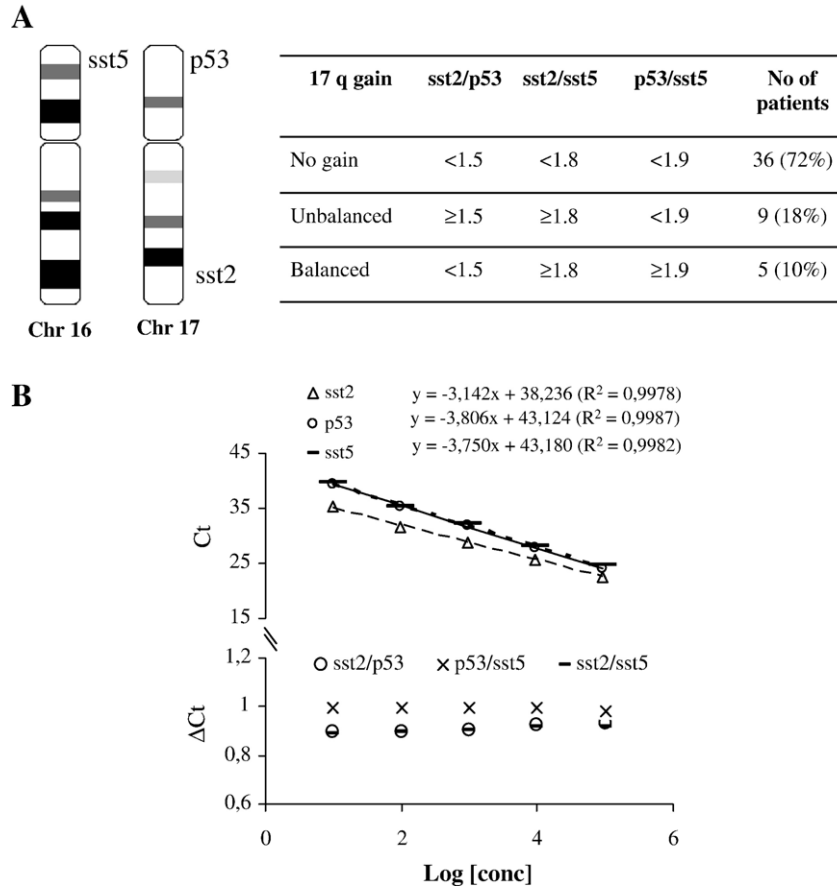 A
sst5
p53
sst2
Chr 16
Chr 17
17 q gain sst2/p53 sst2/sst5 p53/sst5 No of patients
No gain <1.5 <1.8 <1.9 36 (72%)
Unbalanced ≥1.5 ≥1.8 <1.9 9 (18%)
Balanced <1.5 ≥1.8 ≥1.9 5 (10%)
B
sst2 y = -3,142x + 38,236 (R² = 0,9978)
p53 y = -3,806x + 43,124 (R² = 0,9987)
sst5 y = -3,750x + 43,180 (R² = 0,9982)
45
35
25
15
Ct
1,2
1
0,8
0,6
ΔCt
sst2/p53 p53/sst5 sst2/sst5
0 2 4 6
Log [conc]